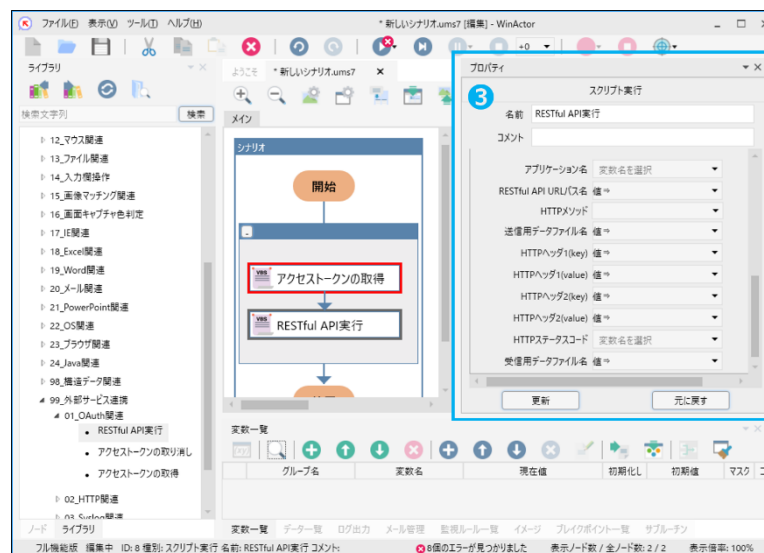 ファイル(F) 表示(V) ツール(T) ヘルプ(H)
* 新しいシナリオ.ums7 [編集] - WinActor
+0
ライブラリ
検索文字列
検索
12_マウス関連
13_ファイル関連
14_入力欄操作
15_画像マッチング関連
16_画面キャプチャ色判定
17_IE関連
18_Excel関連
19_Word関連
20_メール関連
21_PowerPoint関連
22_OS関連
23_ブラウザ関連
24_Java関連
98_構造データ関連
99_外部サービス連携
01_OAuth関連
RESTful API実行
アクセストークンの取り消し
アクセストークンの取得
02_HTTP関連
03_Syslog関連
ノード ライブラリ
ようこそ * 新しいシナリオ.ums7
メイン
シナリオ
開始
VBS アクセストークンの取得
VBS RESTful API実行
プロパティ
3
スクリプト実行
名前 RESTful API実行
コメント
アプリケーション名 変数名を選択
RESTful API URLパス名 値⇒
HTTPメソッド
送信用データファイル名 値⇒
HTTPヘッダ1(key) 値⇒
HTTPヘッダ1(value) 値⇒
HTTPヘッダ2(key) 値⇒
HTTPヘッダ2(value) 値⇒
HTTPステータスコード 変数名を選択
受信用データファイル名 値⇒
更新 元に戻す
変数一覧
グループ名 変数名 現在値 初期化し 初期値 マスク
変数一覧 データ一覧 ログ出力 メール管理 監視ルール一覧 イメージ ブレイクポイント一覧 サブルーチン
フル機能版 編集中 ID: 8 種別: スクリプト実行 名前: RESTful API実行 コメント: 8個のエラーが見つかりました 表示ノード数 / 全ノード数: 2 / 2 表示倍率: 100%